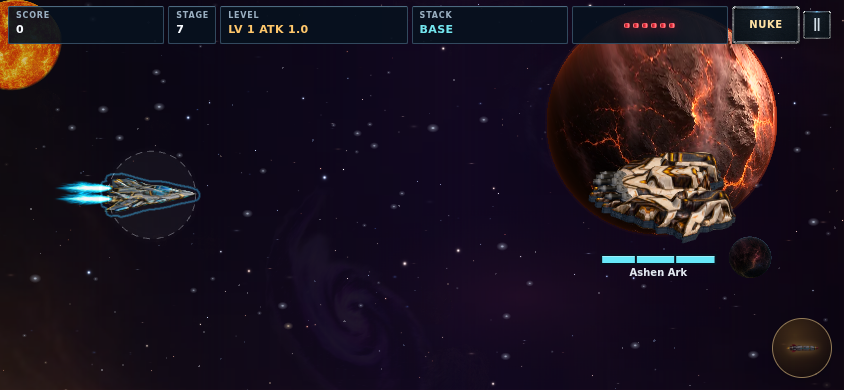 SCORE
0
STAGE
7
LEVEL
LV 1 ATK 1.0
STACK
BASE
NUKE
Ashen Ark